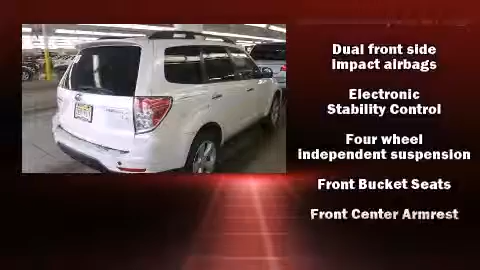 Dual front side
impact airbags
Electronic
Stability Control
Four wheel
independent suspension
Front Bucket Seats
Front Center Armrest